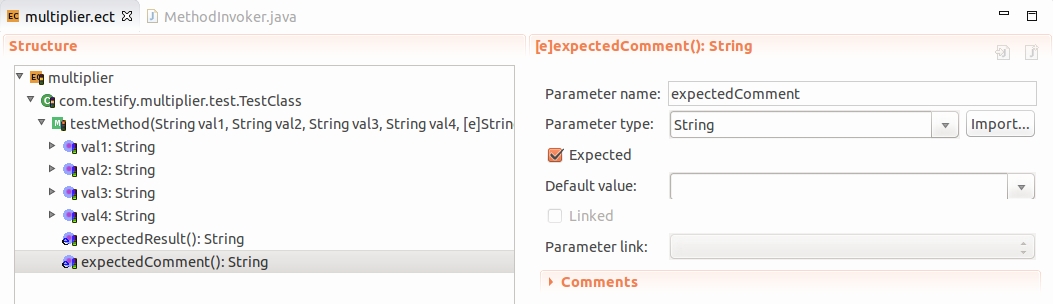 EC multiplier.ect MethodInvoker.java
Structure
EC multiplier
com.testify.multiplier.test.TestClass
testMethod(String val1, String val2, String val3, String val4, [e]Strin
val1: String
val2: String
val3: String
val4: String
e expectedResult(): String
e expectedComment(): String
[e]expectedComment(): String
Parameter name: expectedComment
Parameter type: String Import...
Expected
Default value:
Linked
Parameter link:
Comments